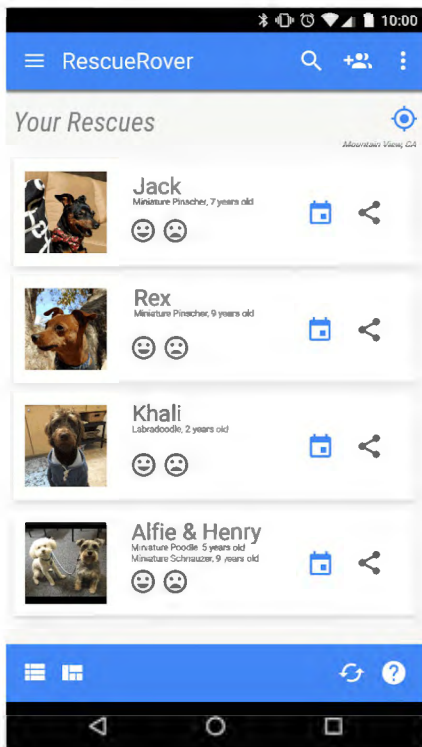 10:00
RescueRover
Your Rescues
Mountain View, CA
Jack
Miniature Pinscher, 7 years old
Rex
Miniature Pinscher, 9 years old
Khali
Labradoodle, 2 years old
Alfie & Henry
Miniature Poodle 5 years old
Miniature Schnauzer, 9 years old